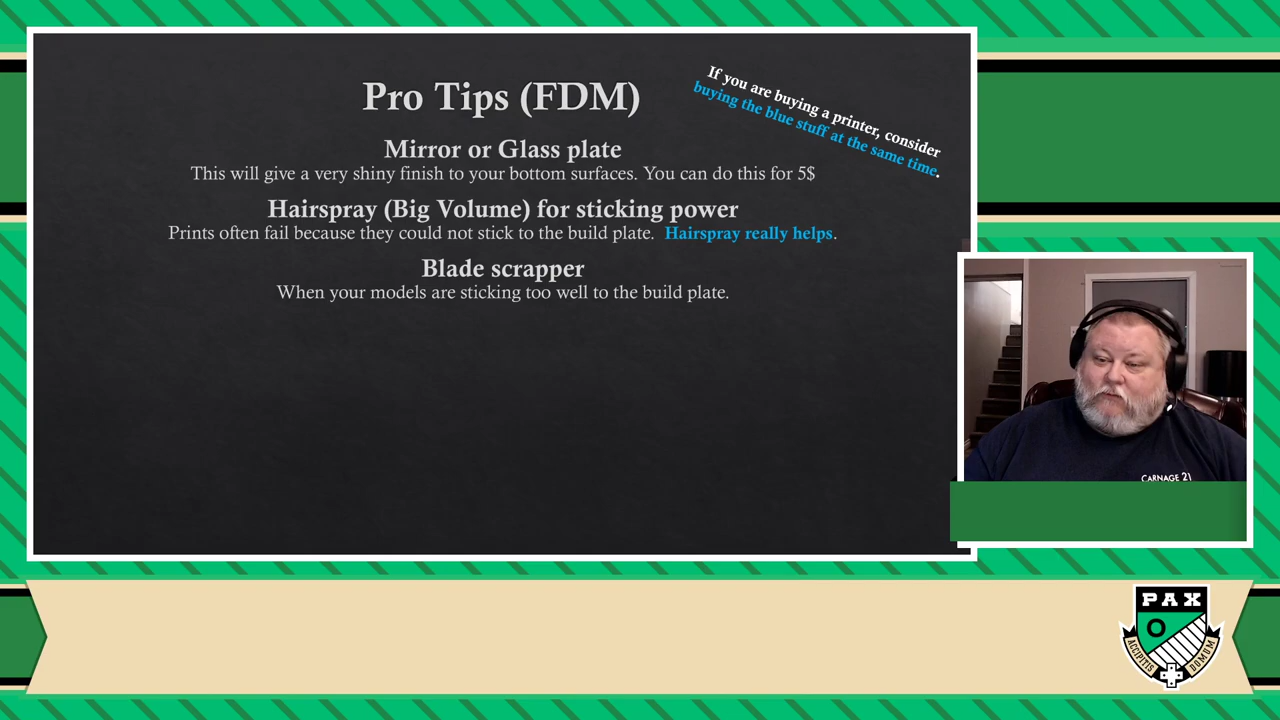 Pro Tips (FDM)
If you are buying a printer, consider
buying the blue stuff at the same time.
Mirror or Glass plate
This will give a very shiny finish to your bottom surfaces. You can do this for 5$
Hairspray (Big Volume) for sticking power
Prints often fail because they could not stick to the build plate. Hairspray really helps.
Blade scrapper
When your models are sticking too well to the build plate.
CARNAGE 21
PAX
ACCIPITIS
DOMUM